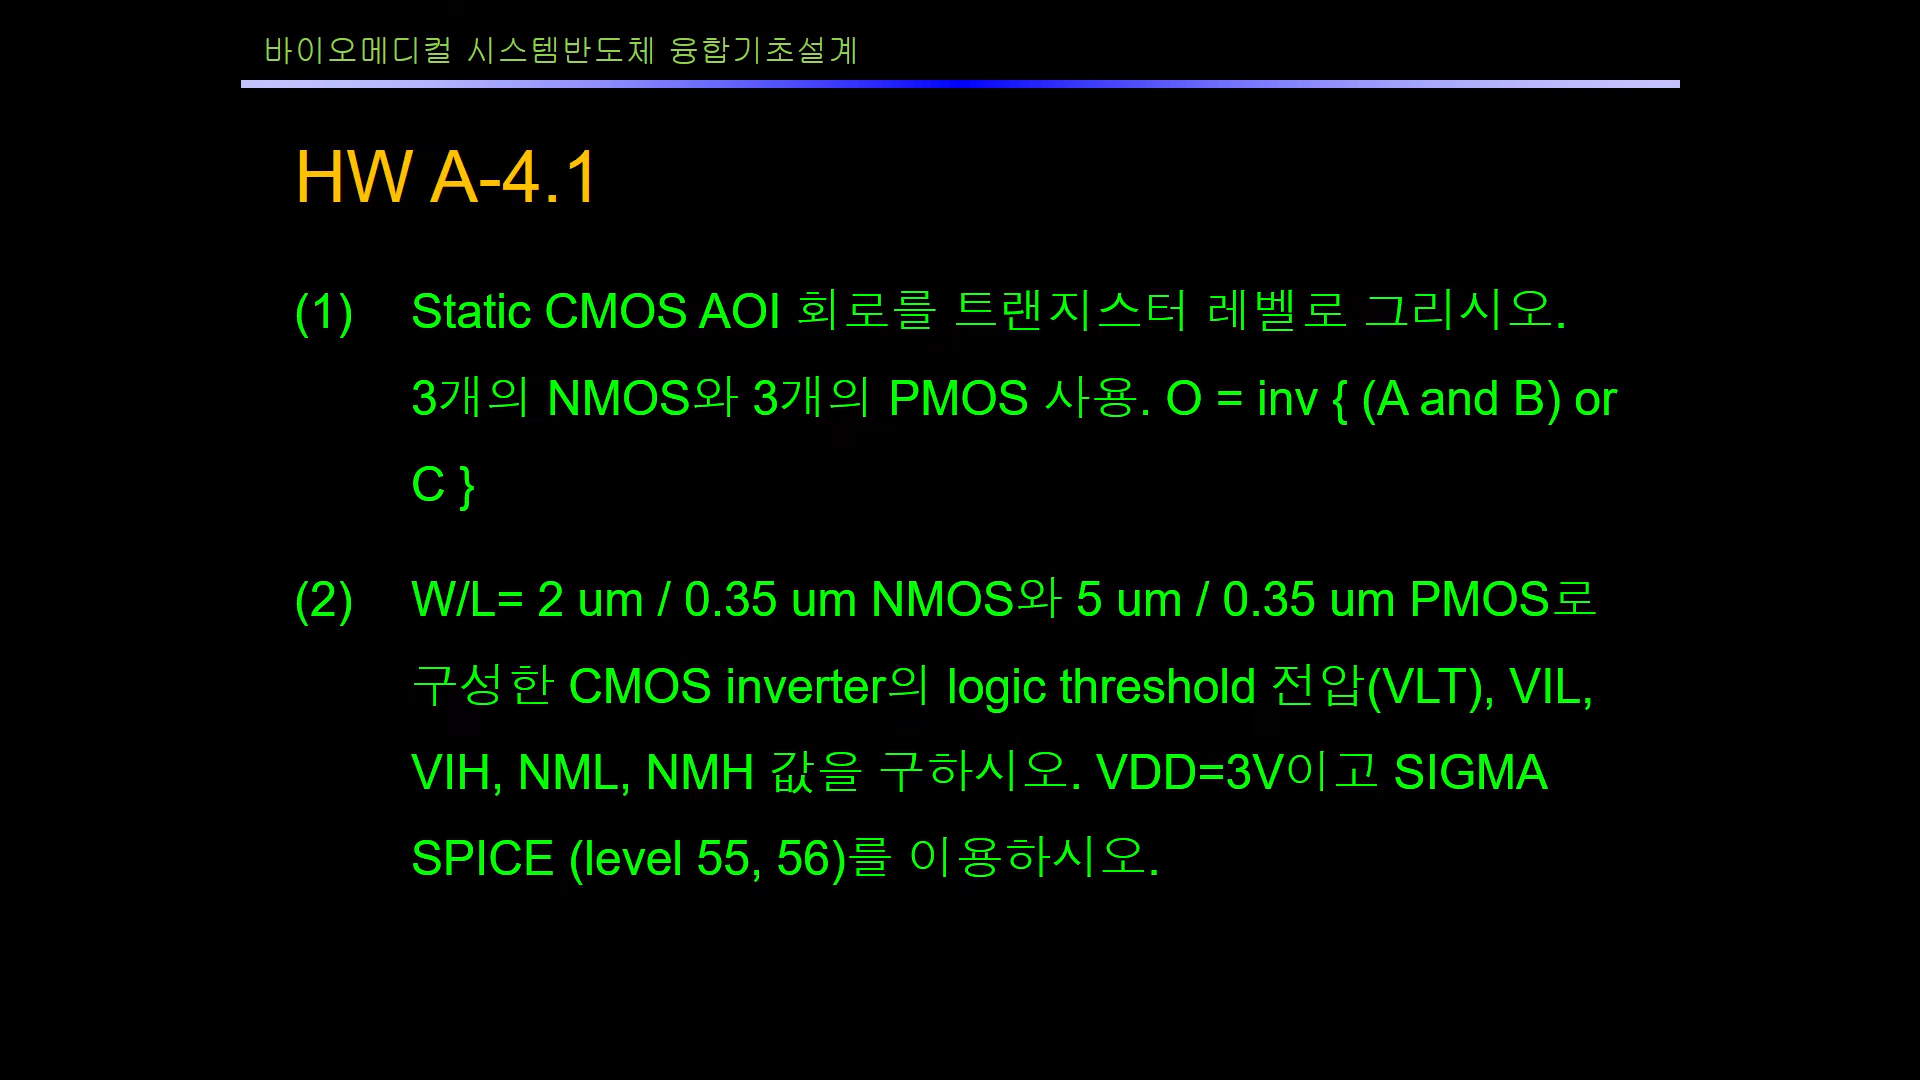 바이오메디컬 시스템반도체 융합기초설계
HW A-4.1
(1) Static CMOS AOI 회로를 트랜지스터 레벨로 그리시오.
3개의 NMOS와 3개의 PMOS 사용. O = inv { (A and B) or
C }
(2) W/L= 2 um / 0.35 um NMOS와 5 um / 0.35 um PMOS로
구성한 CMOS inverter의 logic threshold 전압(VLT), VIL,
VIH, NML, NMH 값을 구하시오. VDD=3V이고 SIGMA
SPICE (level 55, 56)를 이용하시오.